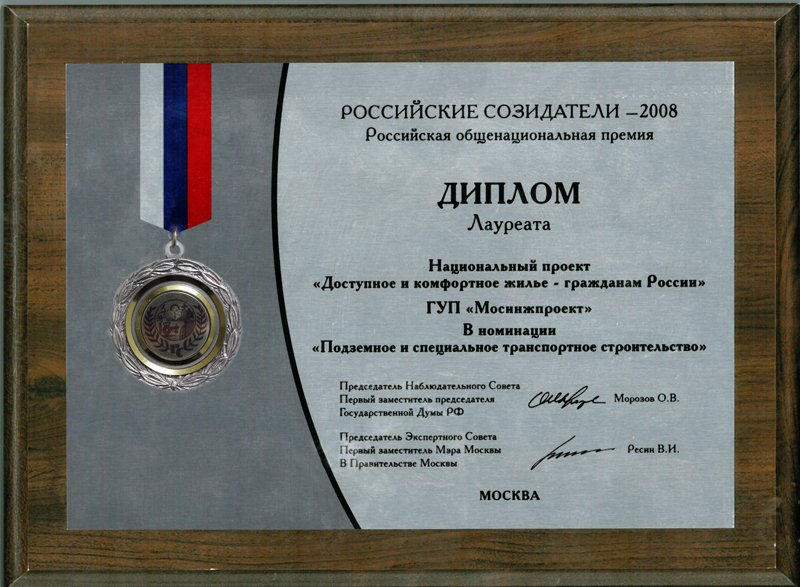 РОССИЙСКИЕ СОЗИДАТЕЛИ –2008
Российская общенациональная премия
ДИПЛОМ
Лауреата
Национальный проект
«Доступное и комфортное жилье - гражданам России»
ГУП «Мосинжпроект»
В номинации
«Подземное и специальное транспортное строительство»
Председатель Наблюдательного Совета
Первый заместитель председателя
Государственной Думы РФ
Морозов О.В.
Председатель Экспертного Совета
Первый заместитель Мэра Москвы
В Правительстве Москвы
Ресин В.И.
МОСКВА